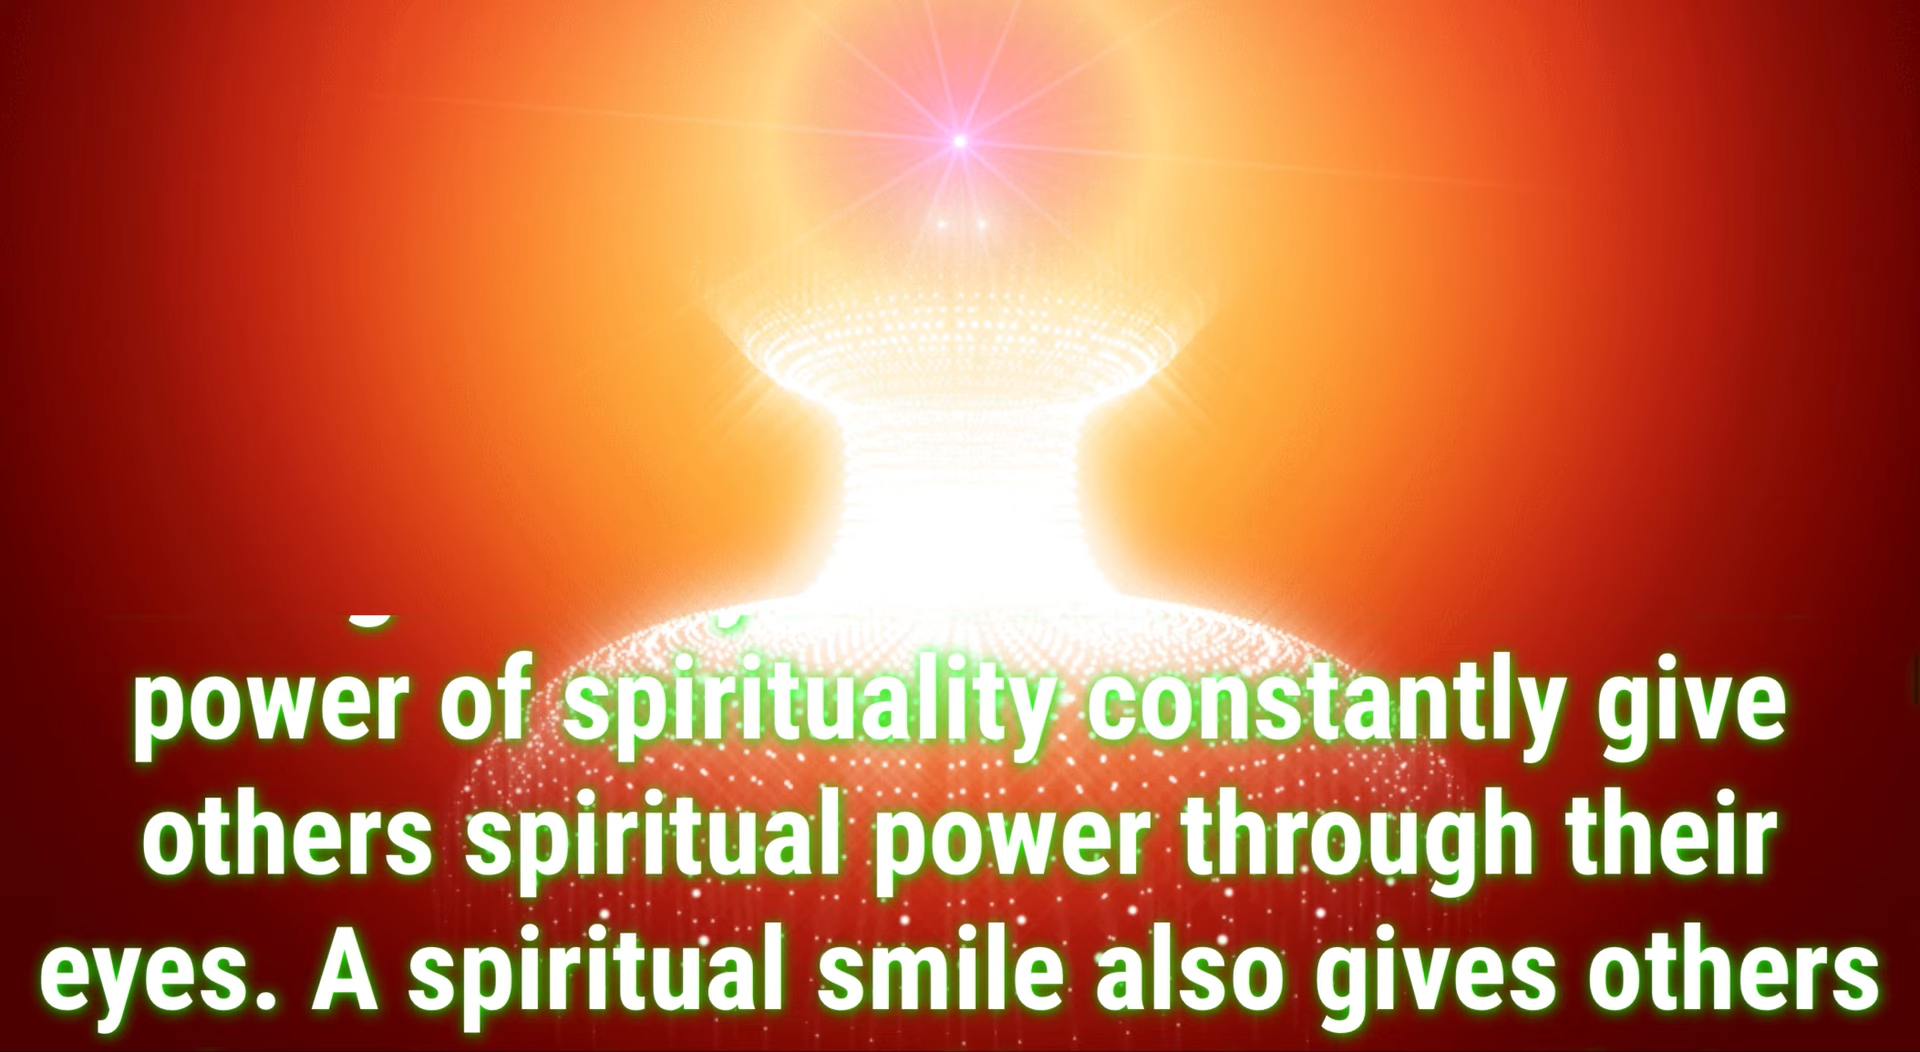 power of spirituality constantly give
others spiritual power through their
eyes. A spiritual smile also gives others